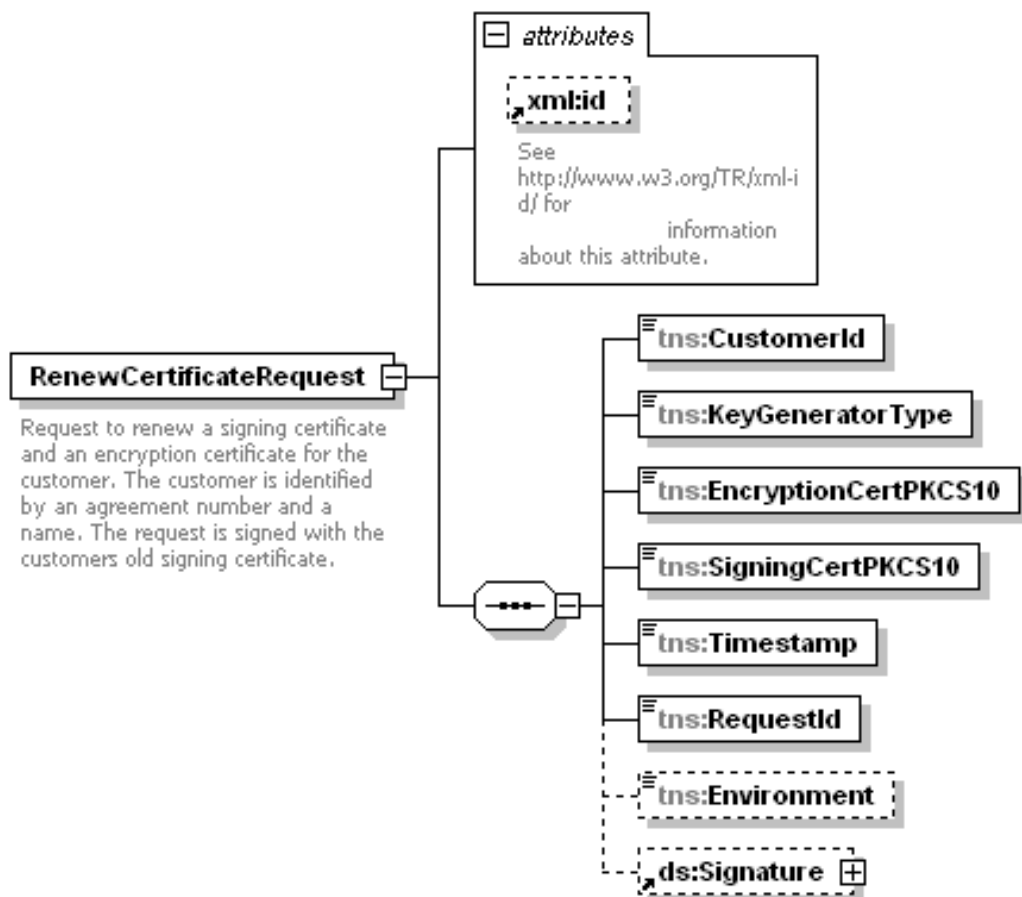 attributes
xml:id
See
http://www.w3.org/TR/xml-i
d/ for
information
about this attribute.
RenewCertificateRequest
Request to renew a signing certificate
and an encryption certificate for the
customer. The customer is identified
by an agreement number and a
name. The request is signed with the
customers old signing certificate.
tns:CustomerId
tns:KeyGeneratorType
tns:EncryptionCertPKCS10
tns:SigningCertPKCS10
tns:Timestamp
tns:RequestId
tns:Environment
ds:Signature